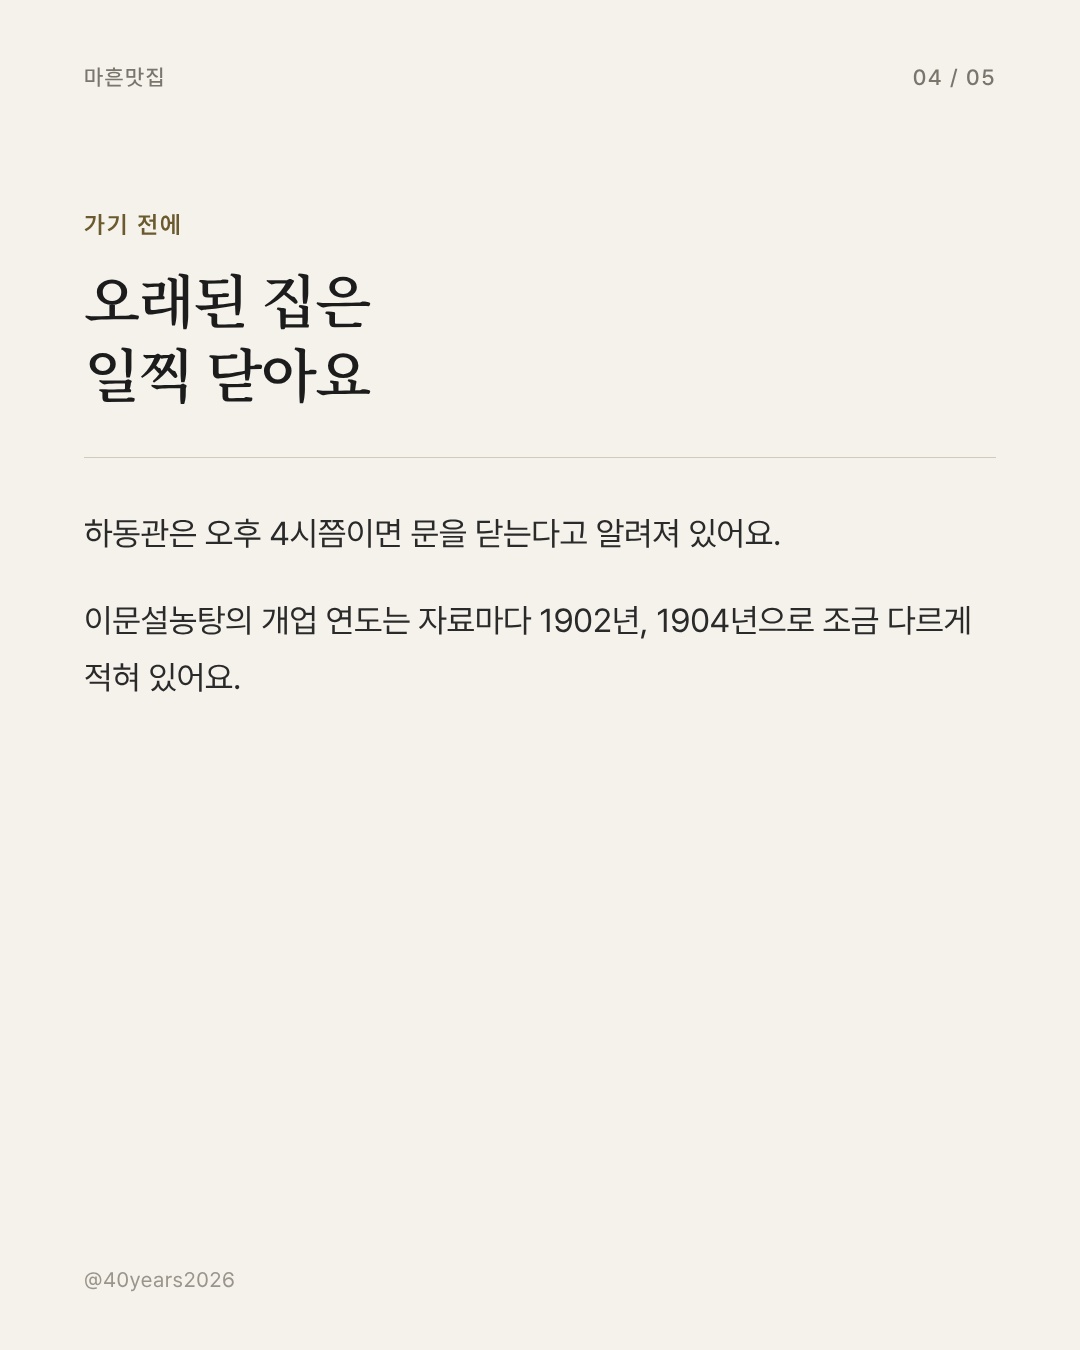 마흔맛집
04 / 05
가기 전에
오래된 집은
일찍 닫아요
하동관은 오후 4시쯤이면 문을 닫는다고 알려져 있어요.
이문설농탕의 개업 연도는 자료마다 1902년, 1904년으로 조금 다르게
적혀 있어요.
@40years2026